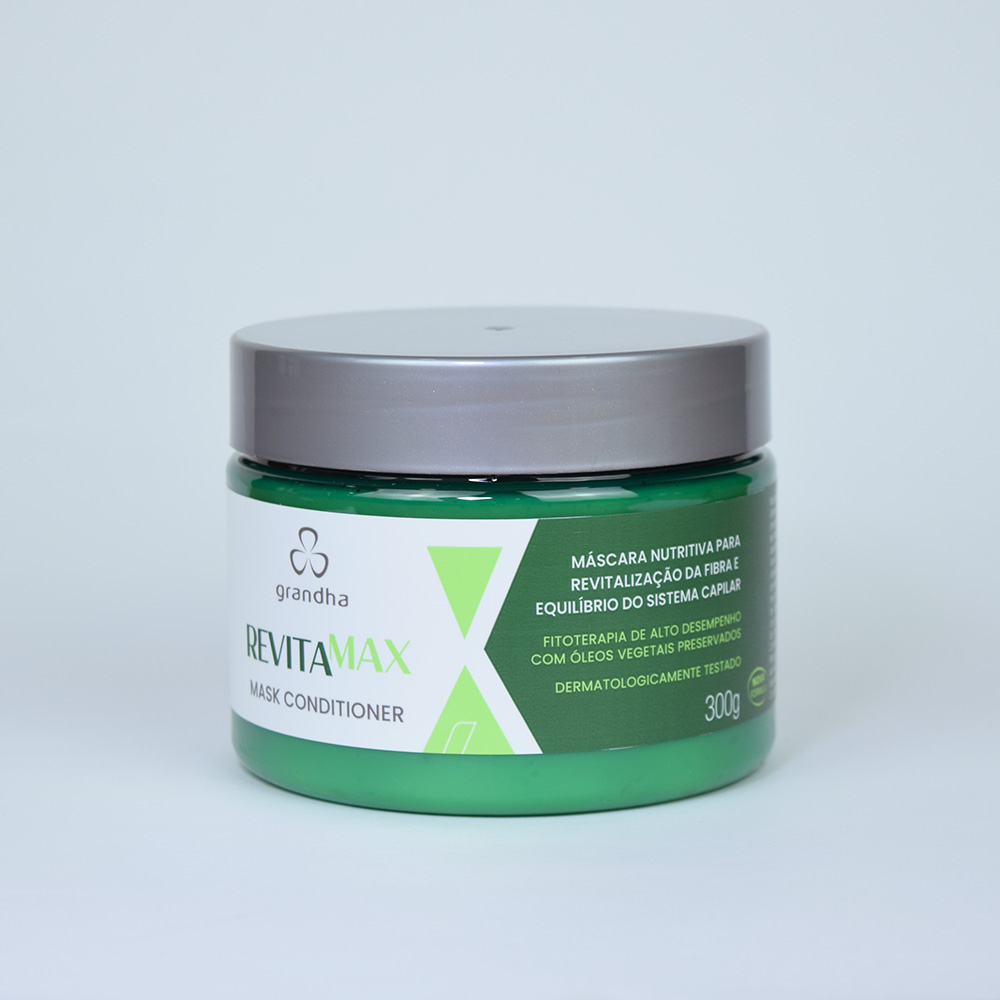 grandha
REVITAMAX
MASK CONDITIONER
MÁSCARA NUTRITIVA PARA
REVITALIZAÇÃO DA FIBRA E
EQUILÍBRIO DO SISTEMA CAPILAR
FITOTERAPIA DE ALTO DESEMPENHO
COM ÓLEOS VEGETAIS PRESERVADOS
DERMATOLOGICAMENTE TESTADO
300g